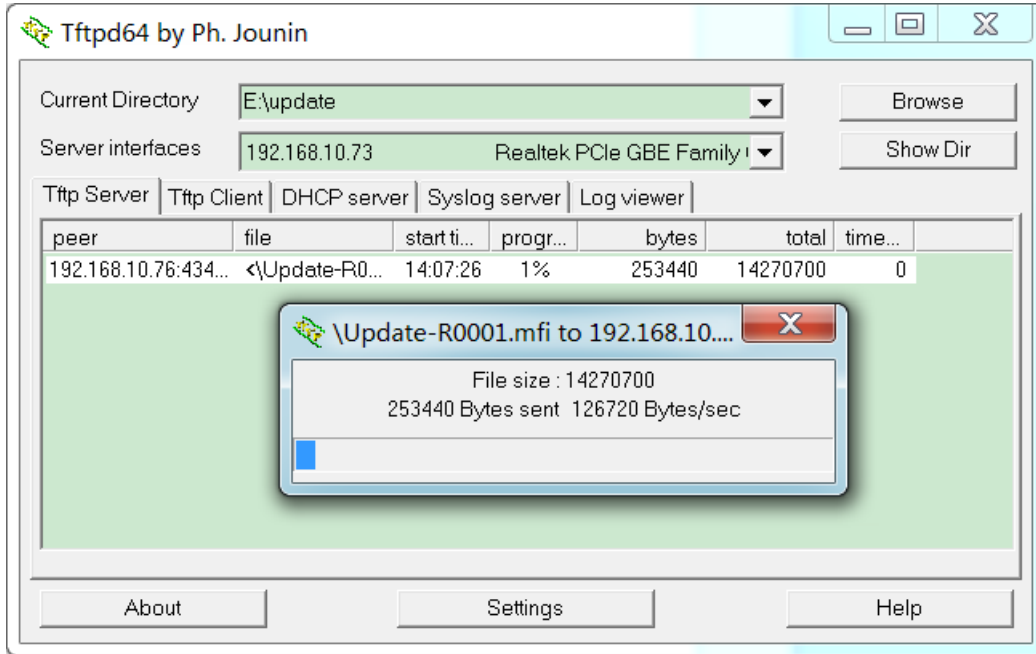 Tftpd64 by Ph. Jounin
Current Directory E:\update Browse
Server interfaces 192.168.10.73 Realtek PCIe GBE Family Show Dir
Tftp Server Tftp Client DHCP server Syslog server Log viewer
peer file start ti... progr... bytes total time...
192.168.10.76:434... <\Update-R0... 14:07:26 1% 253440 14270700 0
\Update-R0001.mfi to 192.168.10....
File size : 14270700
253440 Bytes sent 126720 Bytes/sec
About Settings Help